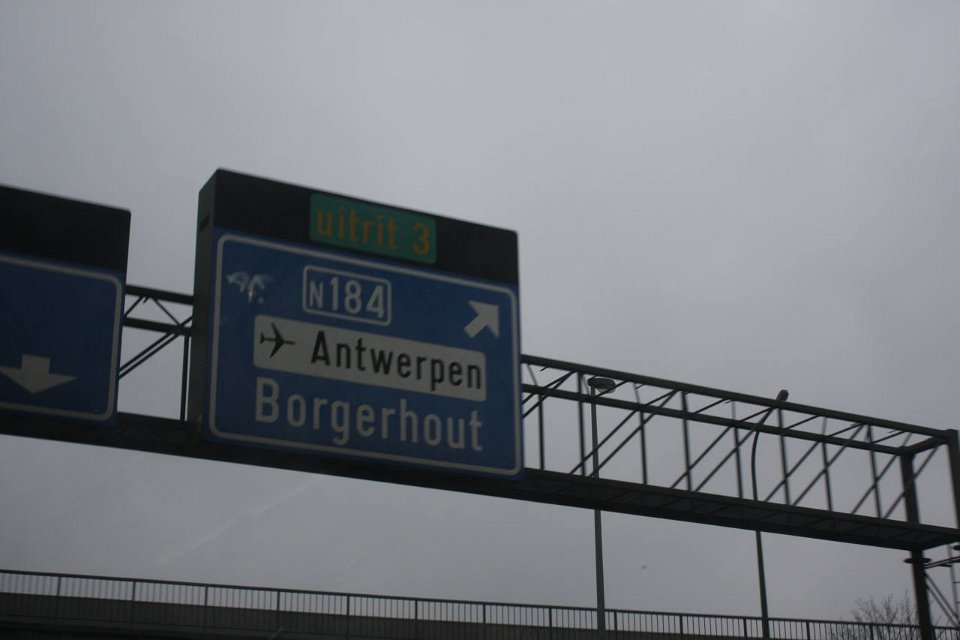 uitrit 3
N184
Antwerpen
Borgerhout